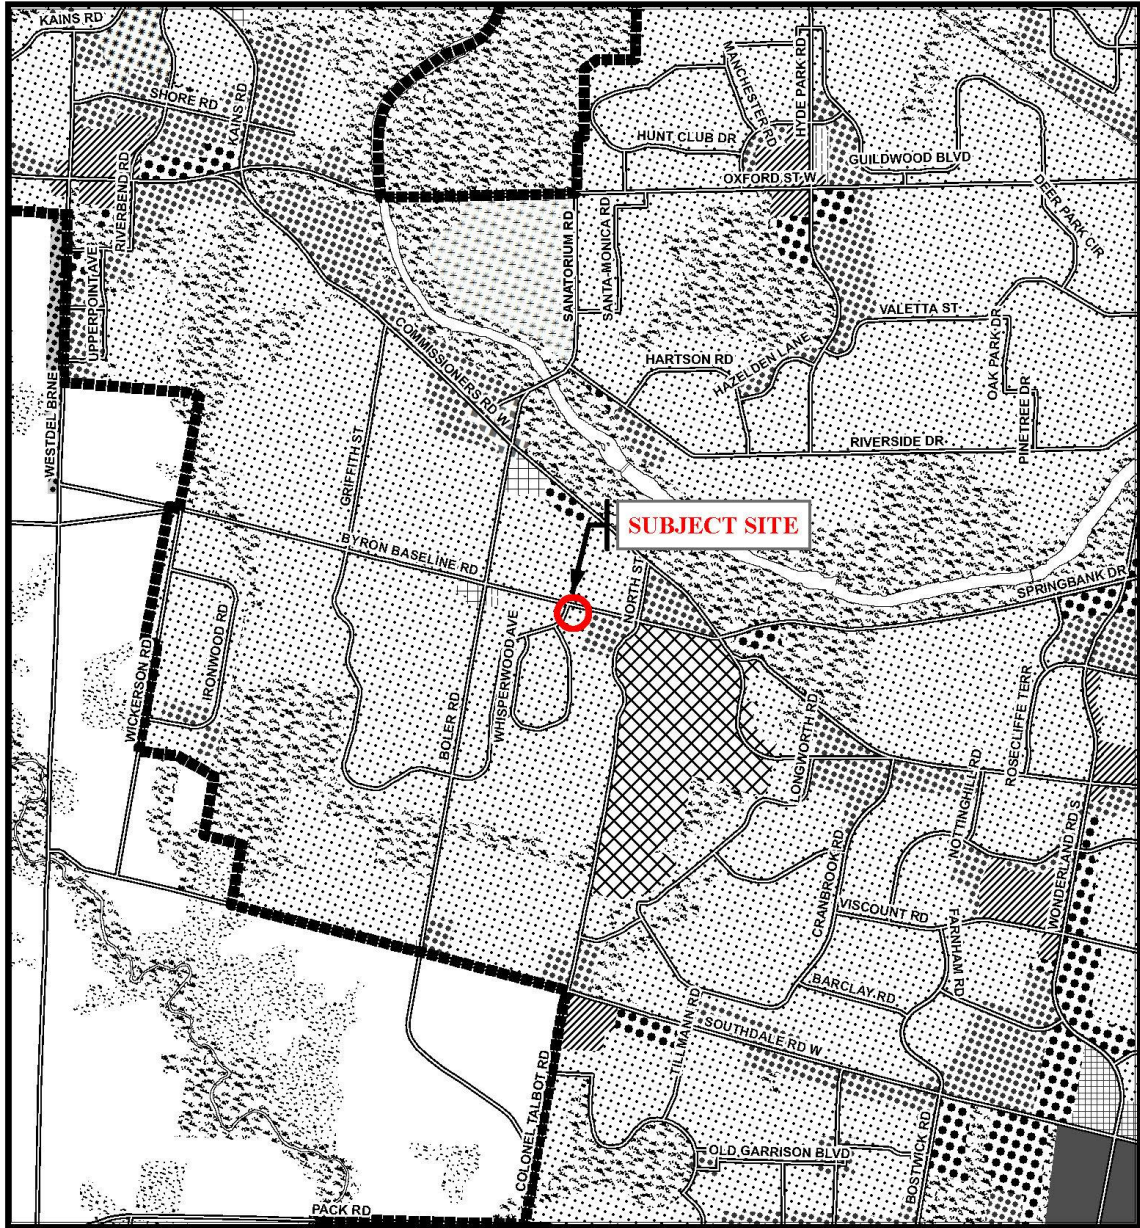 KAINS RD
SHORE RD
KAINS RD
MANCHESTER RD
HYDE PARK RD
HUNT CLUB DR
GUILDWOOD BLVD
OXFORD ST W
DEER PARK CIR
RIVERBEND RD
UPPERPOINT AVE
SANATORIUM RD
SANTA MONICA RD
VALETTA ST
OAK PARK DR
HARTSON RD
HAZELDEN LANE
COMMISSIONERS RD W
WESTDEL BRNE
GRIFFITH ST
RIVERSIDE DR
PINETREE DR
SUBJECT SITE
BYRON BASELINE RD
NORTH ST
SPRINGBANK DR
WICKERSON RD
IRONWOOD RD
WHISPERWOOD AVE
BOLER RD
LONGWORTH RD
ROSECLIFFE TERR
NOTTINGHILL RD
WONDERLAND RD S
CRANBROOK RD
VISCOUNT RD
FARNHAM RD
BARCLAY RD
TILLMANN RD
SOUTHDALE RD W
COLONEL TALBOT RD
OLD GARRISON BLVD
BOSTWICK RD
PACK RD